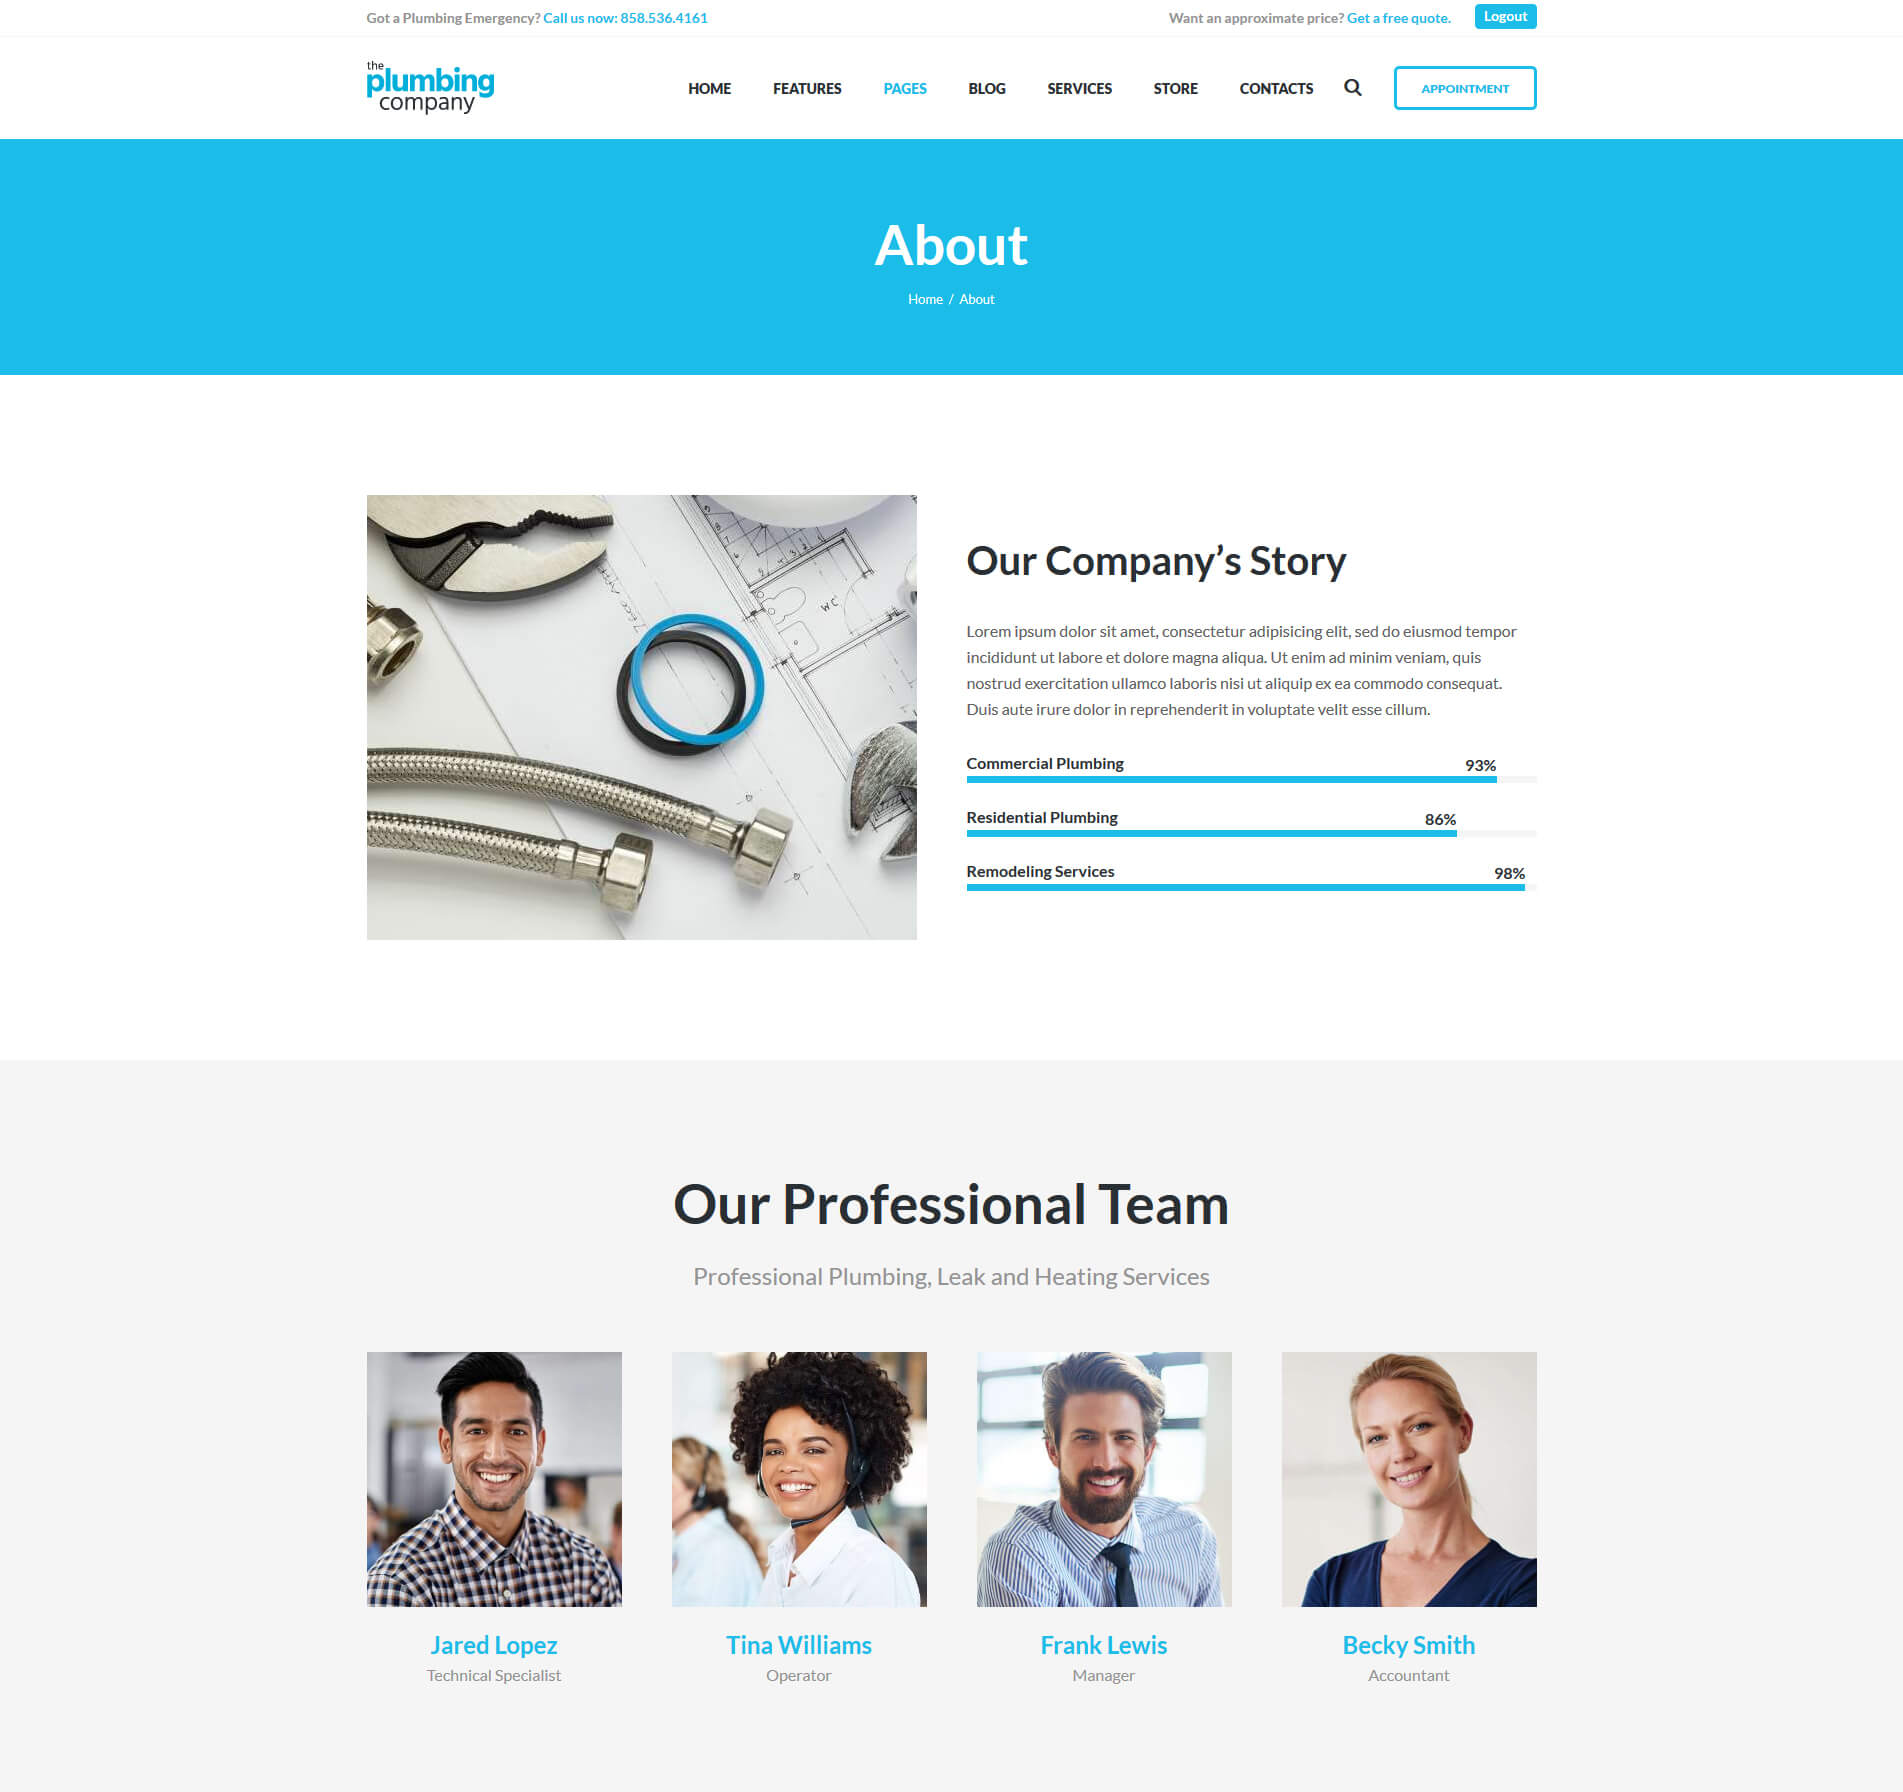 Got a Plumbing Emergency? Call us now: 858.536.4161
Want an approximate price? Get a free quote.
Logout
the
plumbing
company
HOME
FEATURES
PAGES
BLOG
SERVICES
STORE
CONTACTS
APPOINTMENT
About
Home / About
WC
Our Company’s Story
Lorem ipsum dolor sit amet, consectetur adipisicing elit, sed do eiusmod tempor
incididunt ut labore et dolore magna aliqua. Ut enim ad minim veniam, quis
nostrud exercitation ullamco laboris nisi ut aliquip ex ea commodo consequat.
Duis aute irure dolor in reprehenderit in voluptate velit esse cillum.
Commercial Plumbing 93%
Residential Plumbing 86%
Remodeling Services 98%
Our Professional Team
Professional Plumbing, Leak and Heating Services
Jared Lopez
Technical Specialist
Tina Williams
Operator
Frank Lewis
Manager
Becky Smith
Accountant